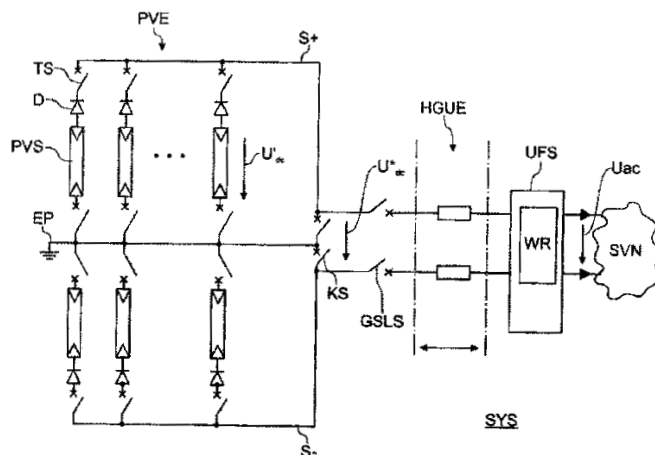 PVE
S+
TS
D
PVS
• • •
U'dc
HGUE
U*dc
UFS
Uac
EP
WR
SVN
KS
GSLS
SYS
S-